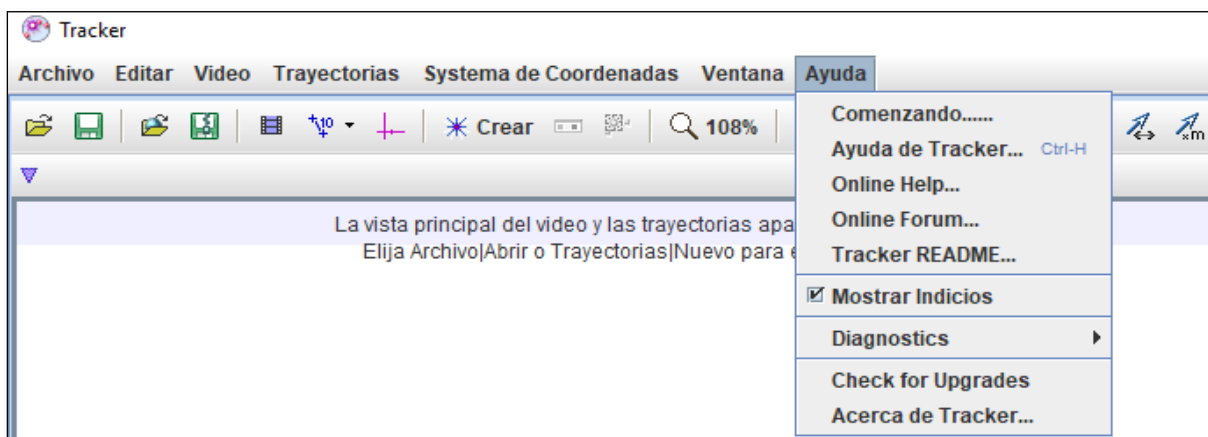 Tracker
Archivo Editar Video Trayectorias Systema de Coordenadas Ventana Ayuda
Crear 108%
La vista principal del video y las trayectorias
Elija Archivo|Abrir o Trayectorias|Nuevo para
Comenzando......
Ayuda de Tracker... Ctrl-H
Online Help...
Online Forum...
Tracker README...
Mostrar Indicios
Diagnostics
Check for Upgrades
Acerca de Tracker...